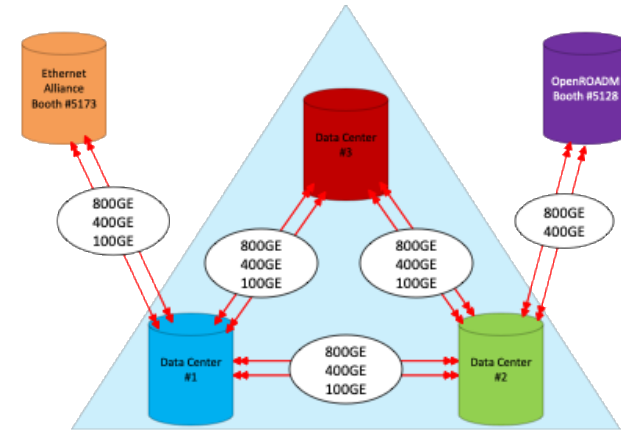 Ethernet
Alliance
Booth #5173
OpenROADM
Booth #5128
Data Center
#3
800GE
400GE
100GE
800GE
400GE
800GE
400GE
100GE
800GE
400GE
100GE
Data Center
#1
800GE
400GE
100GE
Data Center
#2